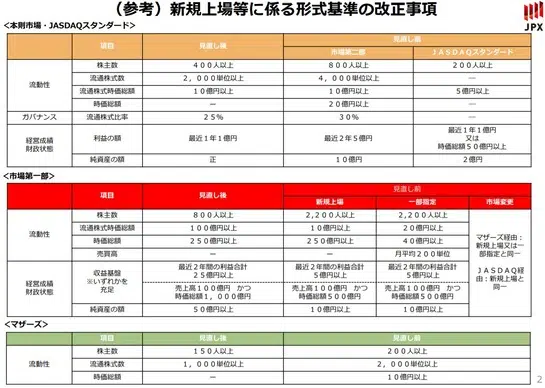 （参考）新規上場等に係る形式基準の改正事項
JPX
＜本則市場・JASDAQスタンダード＞
項目 見直し後 見直し前
市場第二部 ＪＡＳＤＡＱスタンダード
流動性
株主数 ４００人以上 ８００人以上 ２００人以上
流通株式数 ２，０００単位以上 ４，０００単位以上 ―
流通株式時価総額 １０億円以上 １０億円以上 ５億円以上
時価総額 ― ２０億円以上 ―
ガバナンス 流通株式比率 ２５％ ３０％ ―
経営成績
財政状態
利益の額 最近１年１億円 最近２年５億円 最近１年１億円
又は
時価総額５０億円以上
純資産の額 正 １０億円 ２億円
＜市場第一部＞
項目 見直し後 見直し前
新規上場 一部指定 市場変更
流動性
株主数 ８００人以上 2,２００人以上 2,２００人以上
流通株式時価総額 １００億円以上 １０億円以上 ２０億円以上
時価総額 ２５０億円以上 ２５０億円以上 ４０億円以上
売買高 ― ― 月平均２００単位
マザーズ経由：
新規上場又は一
部指定と同一
ＪＡＳＤＡＱ経
由：新規上場と
同一
経営成績
財政状態
収益基盤
※いずれかを
充足
最近２年間の利益合計
２５億円以上
最近２年間の利益合計
５億円以上
最近２年間の利益合計
５億円以上
売上高１００億円 かつ
時価総額１，０００億円
売上高１００億円 かつ
時価総額５００億円
売上高１００億円 かつ
時価総額５００億円
純資産の額 ５０億円以上 １０億円以上 １０億円以上
＜マザーズ＞
項目 見直し後 見直し前
流動性
株主数 １５０人以上 ２００人以上
流通株式数 １，０００単位以上 ２，０００単位以上
時価総額 ― １０億円以上
2